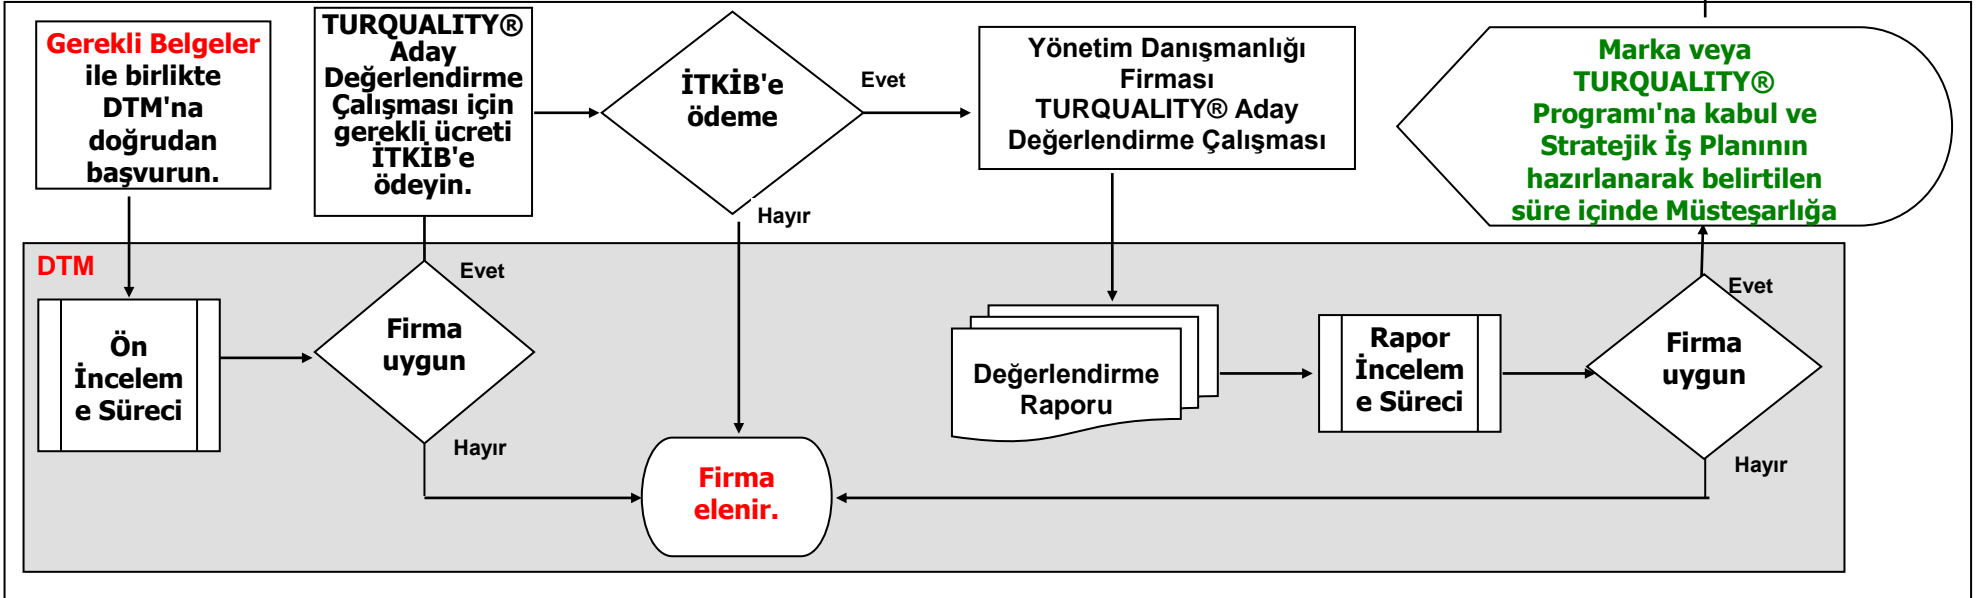 Gerekli Belgeler
ile birlikte
DTM'na
doğrudan
başvurun.
TURQUALITY®
Aday
Değerlendirme
Çalışması için
gerekli ücreti
İTKİB'e
ödeyin.
İTKİB'e
ödeme
Evet
Hayır
Yönetim Danışmanlığı
Firması
TURQUALITY® Aday
Değerlendirme Çalışması
Marka veya
TURQUALITY®
Programı'na kabul ve
Stratejik İş Planının
hazırlanarak belirtilen
süre içinde Müsteşarlığa
DTM
Ön
İncelem
e Süreci
Firma
uygun
Evet
Hayır
Firma
elenir.
Değerlendirme
Raporu
Rapor
İncelem
e Süreci
Firma
uygun
Evet
Hayır